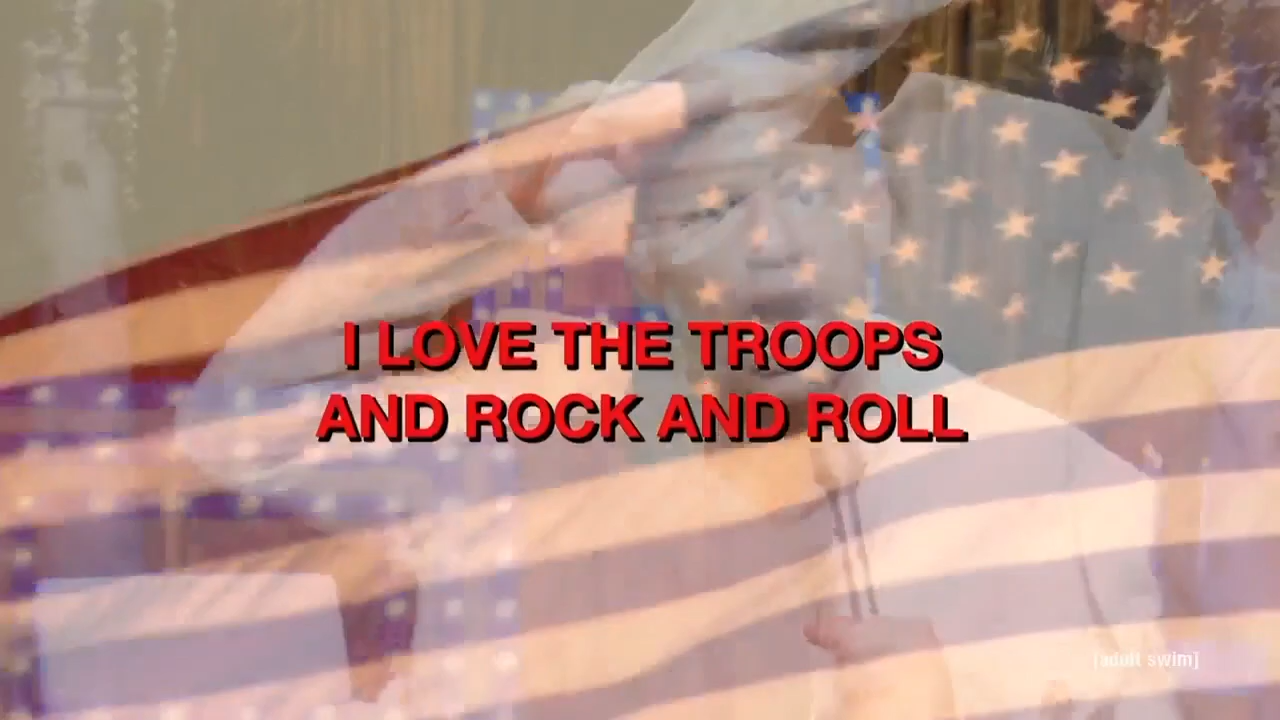 I LOVE THE TROOPS
AND ROCK AND ROLL
[adult swim]